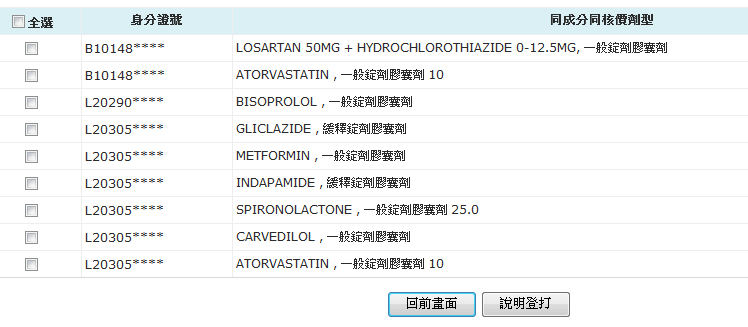 全選 身分證號 同成分同核價劑型
B10148**** LOSARTAN 50MG + HYDROCHLOROTHIAZIDE 0-12.5MG, 一般錠劑膠囊劑
B10148**** ATORVASTATIN , 一般錠劑膠囊劑 10
L20290**** BISOPROLOL , 一般錠劑膠囊劑
L20305**** GLICLAZIDE , 緩釋錠劑膠囊劑
L20305**** METFORMIN , 一般錠劑膠囊劑
L20305**** INDAPAMIDE , 緩釋錠劑膠囊劑
L20305**** SPIRONOLACTONE , 一般錠劑膠囊劑 25.0
L20305**** CARVEDILOL , 一般錠劑膠囊劑
L20305**** ATORVASTATIN , 一般錠劑膠囊劑 10
回前畫面 說明登打